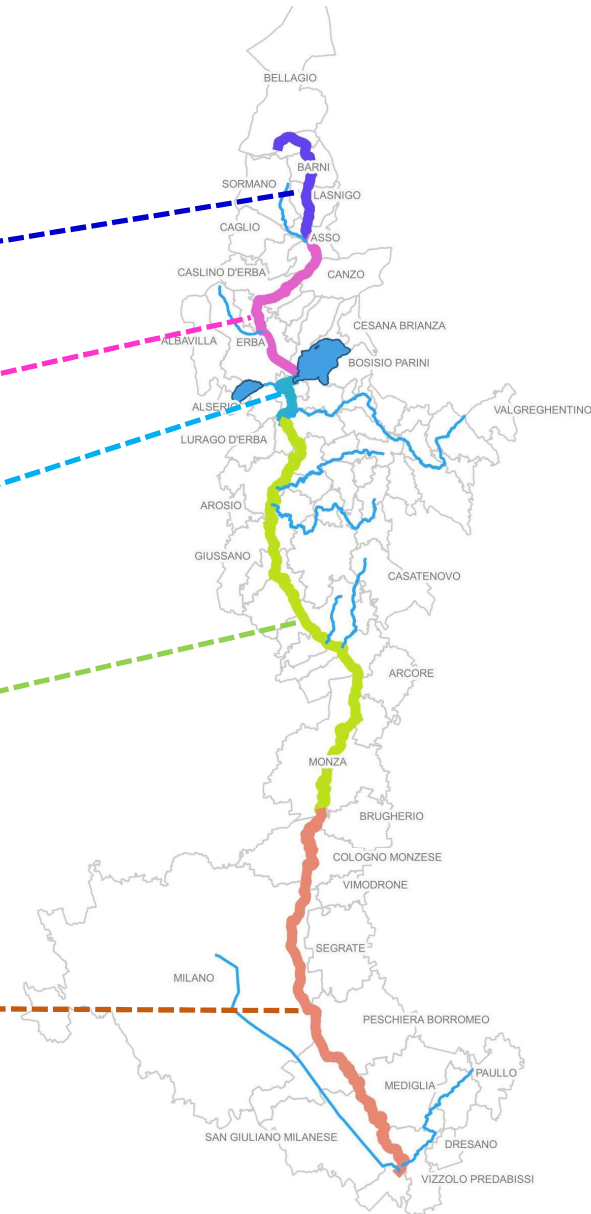 BELLAGIO
BARNI
SORMANO
LASNIGO
CAGLIO
ASSO
CASLINO D'ERBA
CANZO
CESANA BRIANZA
ALBAVILLA
ERBA
BOSISIO PARINI
ALSERIO
VALGREGHENTINO
LURAGO D'ERBA
AROSIO
GIUSSANO
CASATENOVO
ARCORE
MONZA
BRUGHERIO
COLOGNO MONZESE
VIMODRONE
SEGRATE
MILANO
PESCHIERA BORROMEO
PAULLO
MEDIGLIA
SAN GIULIANO MILANESE
DRESANO
VIZZOLO PREDABISSI